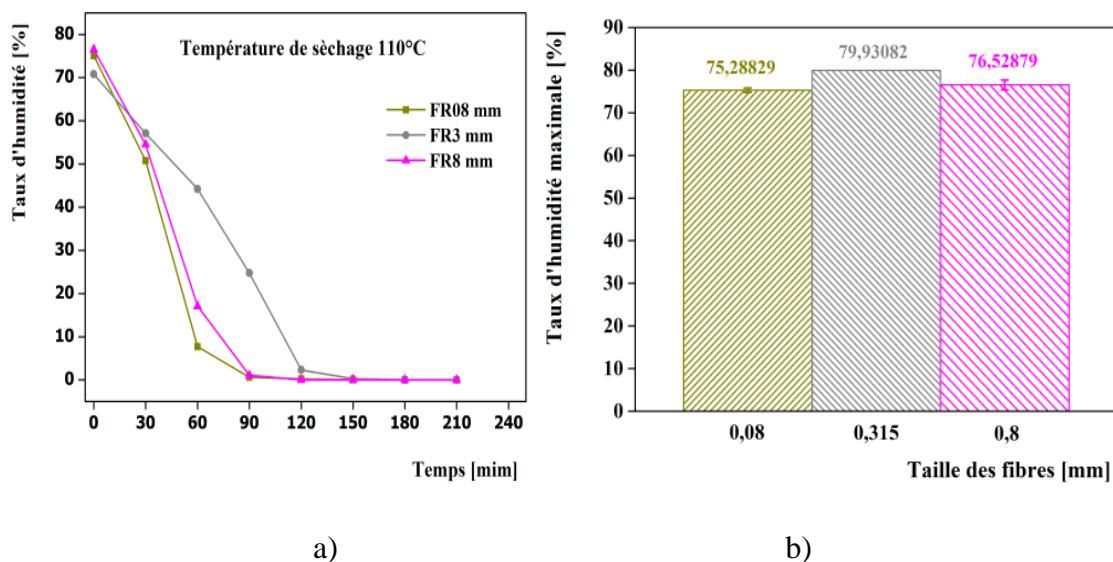 Température de sèchage 110°C
FR08 mm
FR3 mm
FR8 mm
Taux d'humidité [%]
80
70
60
50
40
30
20
10
0
0 30 60 90 120 150 180 210 240
Temps [mim]
a)
75,28829
79,93082
76,52879
Taux d'humidité maximale [%]
90
80
70
60
50
40
30
20
10
0
0,08 0,315 0,8
Taille des fibres [mm]
b)